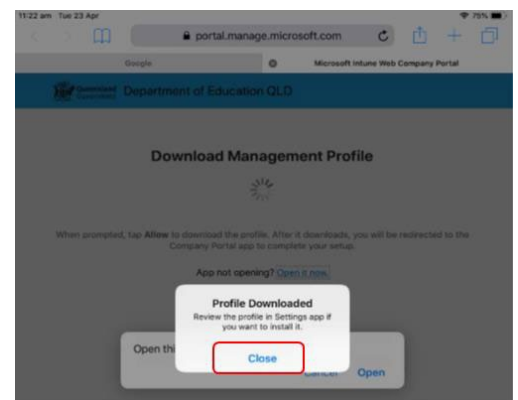 11:22 am Tue 23 Apr
75%
portal.manage.microsoft.com
Google
Microsoft Intune Web Company Portal
Queensland
Government
Department of Education QLD
Download Management Profile
When prompted, tap Allow to download the profile. After it downloads, you will be redirected to the
Company Portal app to complete your setup.
App not opening? Open it now.
Profile Downloaded
Review the profile in Settings app if
you want to install it.
Close
Open thi
Cancel
Open